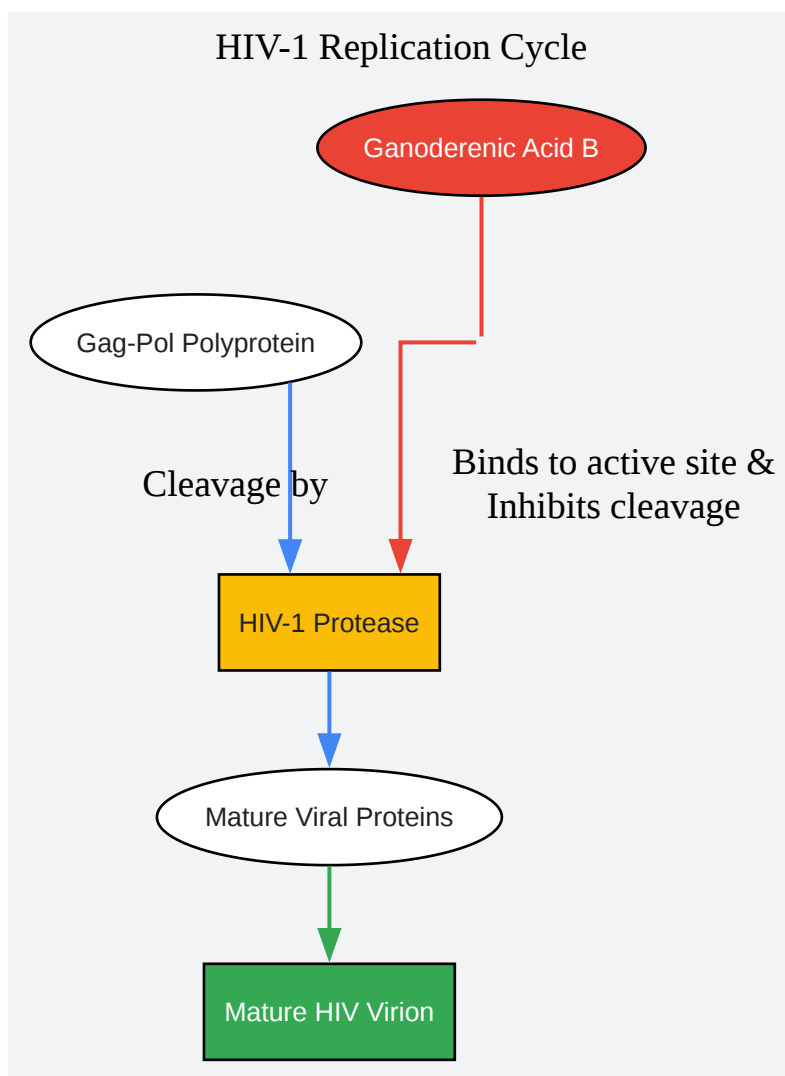 HIV-1 Replication Cycle
Ganoderenic Acid B
Gag-Pol Polyprotein
Cleavage by
Binds to active site &
Inhibits cleavage
HIV-1 Protease
Mature Viral Proteins
Mature HIV Virion